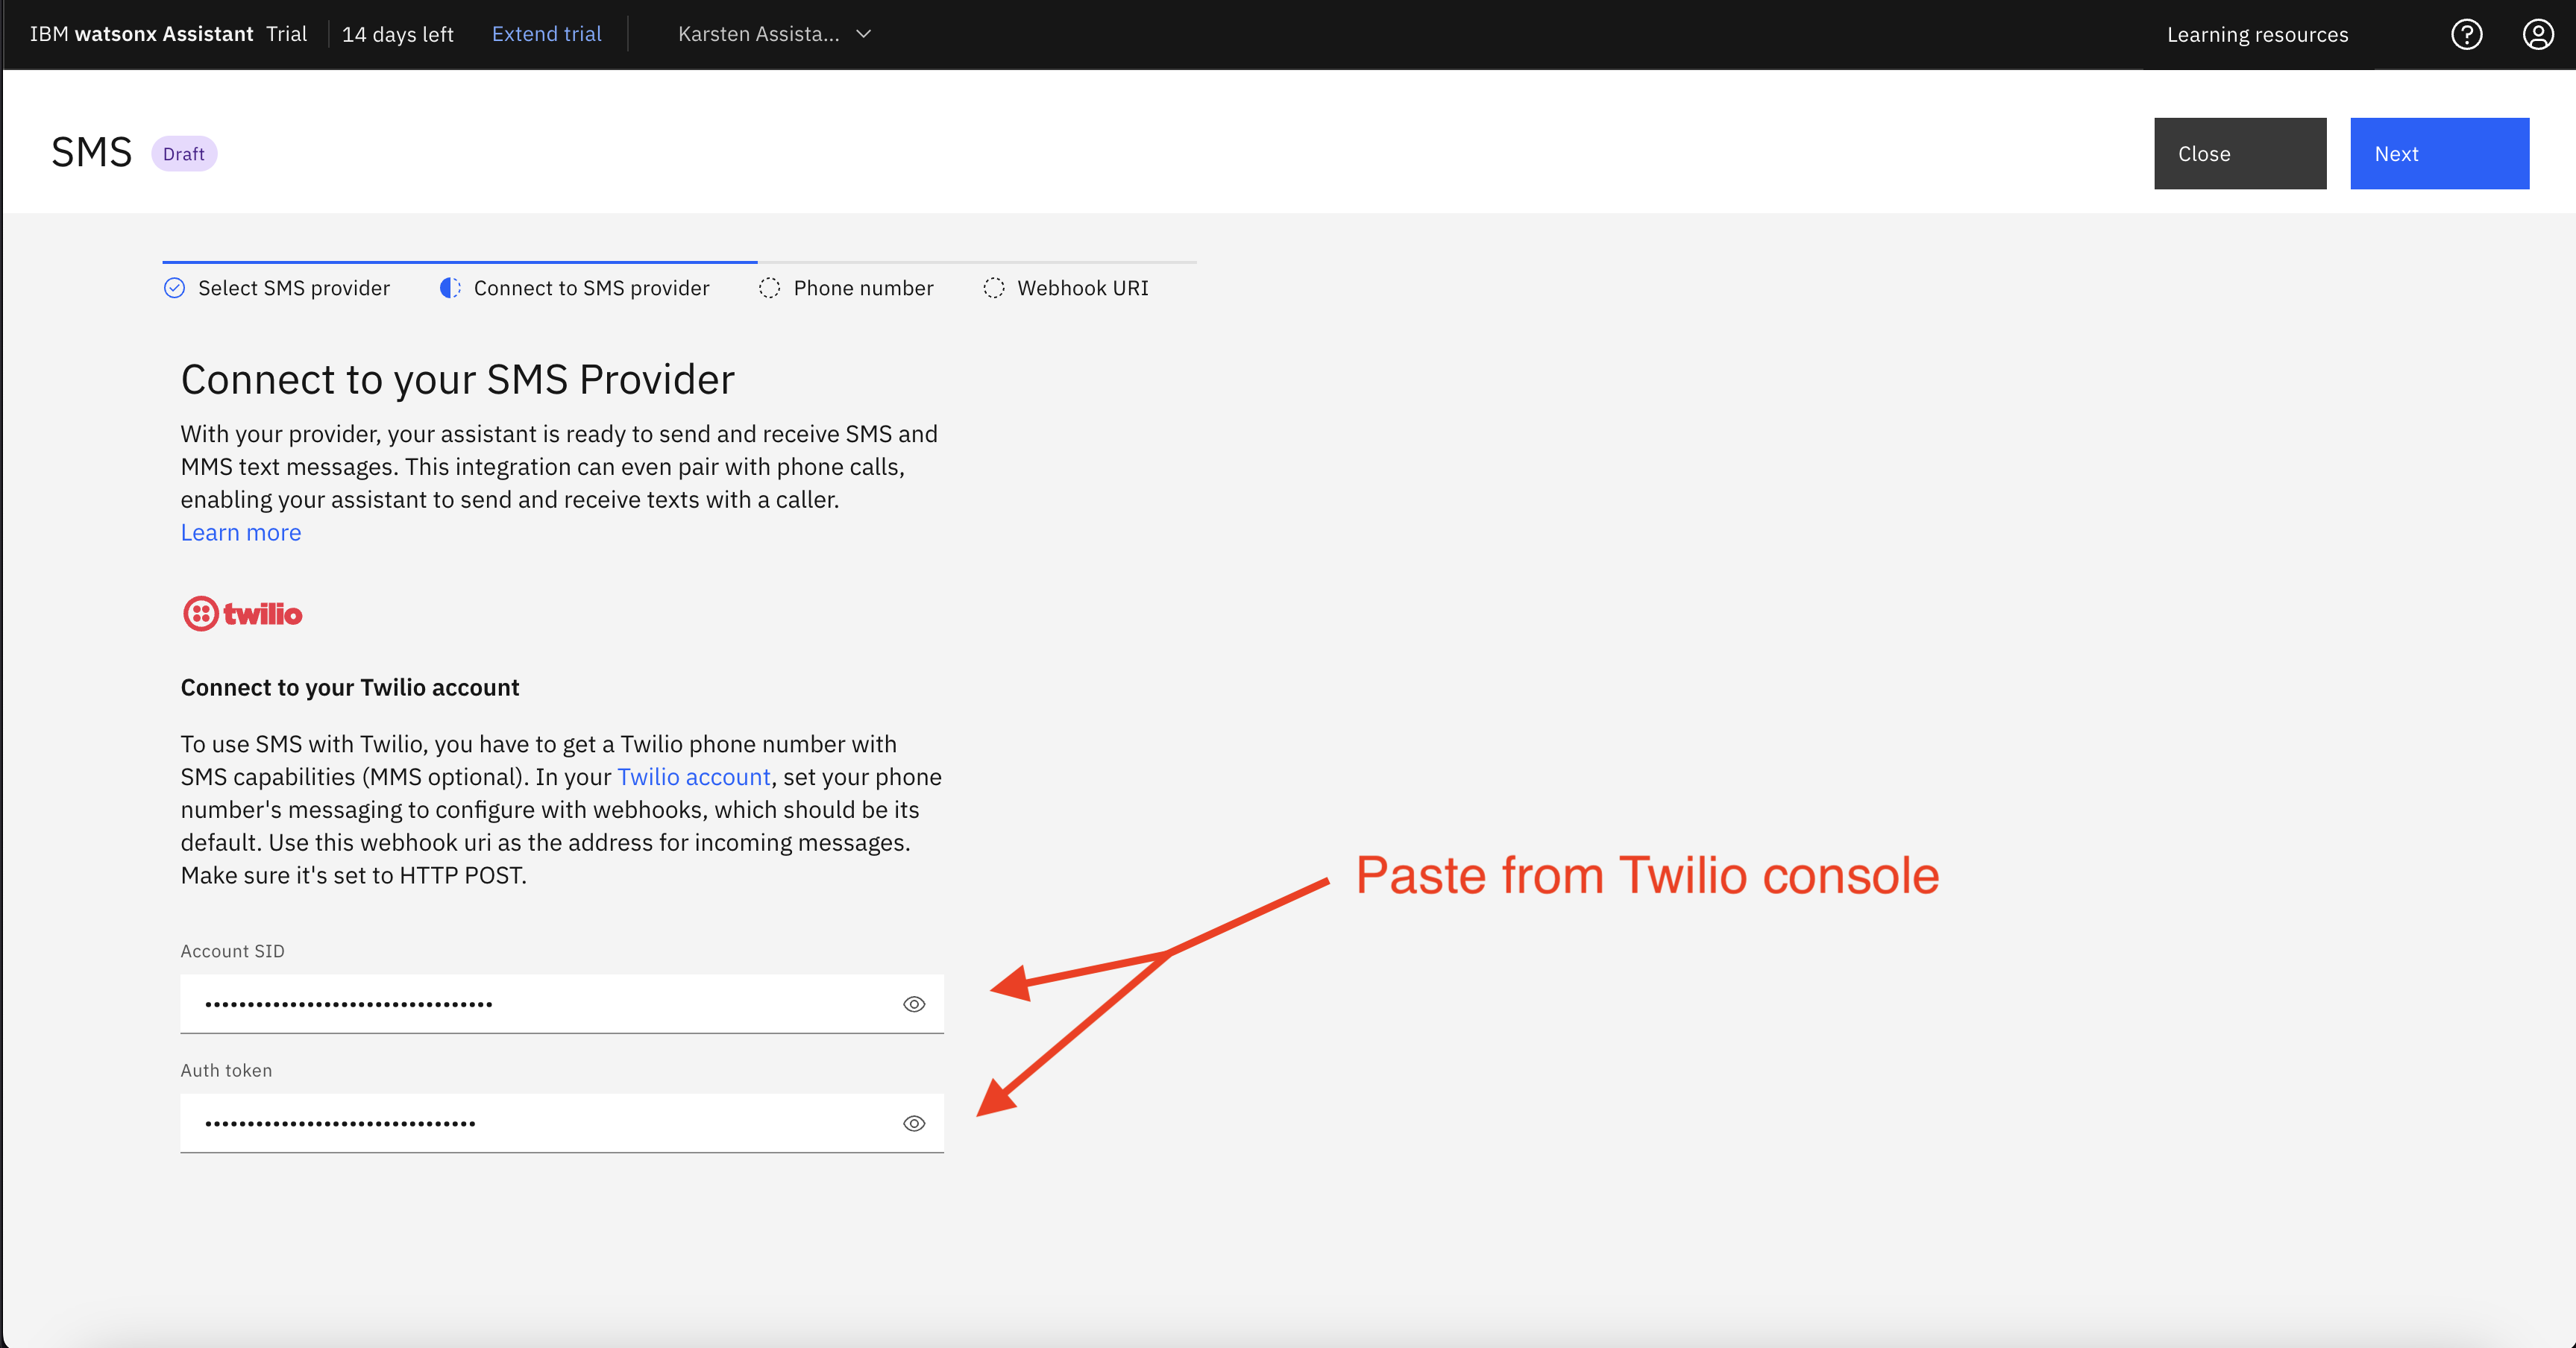 IBM watsonx Assistant Trial 14 days left Extend trial Karsten Assista... Learning resources
SMS Draft Close Next
Select SMS provider Connect to SMS provider Phone number Webhook URI
Connect to your SMS Provider
With your provider, your assistant is ready to send and receive SMS and
MMS text messages. This integration can even pair with phone calls,
enabling your assistant to send and receive texts with a caller.
Learn more
twilio
Connect to your Twilio account
To use SMS with Twilio, you have to get a Twilio phone number with
SMS capabilities (MMS optional). In your Twilio account, set your phone
number's messaging to configure with webhooks, which should be its
default. Use this webhook uri as the address for incoming messages.
Make sure it's set to HTTP POST.
Paste from Twilio console
Account SID
••••••••••••••••••••••••••••••••••
Auth token
••••••••••••••••••••••••••••••••